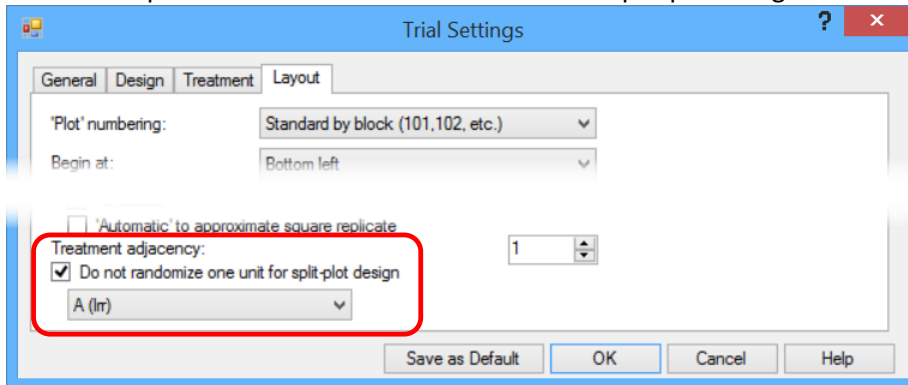 Trial Settings
? ×
General Design Treatment Layout
'Plot' numbering: Standard by block (101,102, etc.)
Begin at: Bottom left
'Automatic' to approximate square replicate
Treatment adjacency: 1
Do not randomize one unit for split-plot design
A (Irr)
Save as Default OK Cancel Help